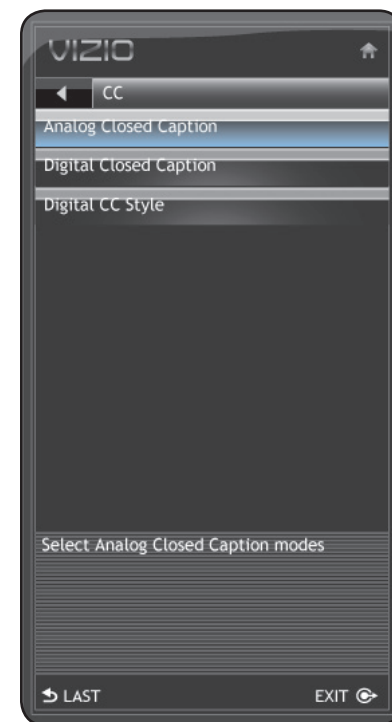 VIZIO
CC
Analog Closed Caption
Digital Closed Caption
Digital CC Style
Select Analog Closed Caption modes
LAST EXIT